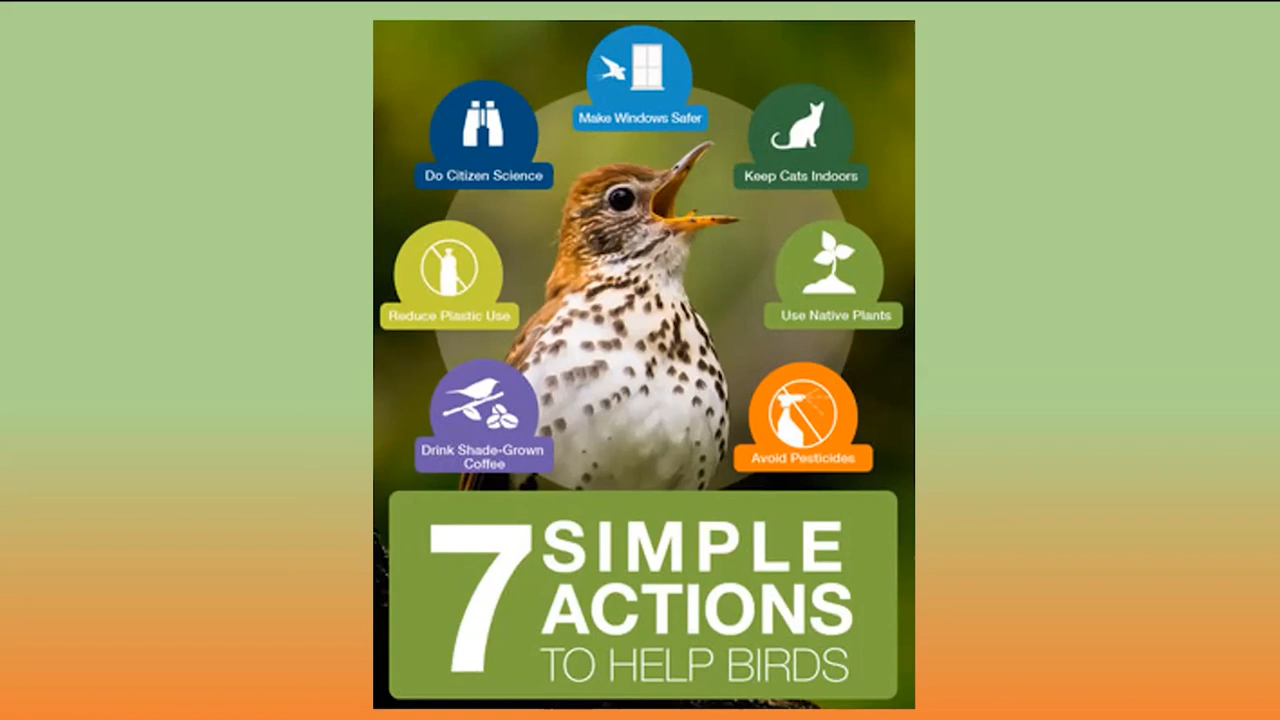 Make Windows Safer
Do Citizen Science
Keep Cats Indoors
Reduce Plastic Use
Use Native Plants
Drink Shade-Grown
Coffee
Avoid Pesticides
7 SIMPLE
ACTIONS
TO HELP BIRDS